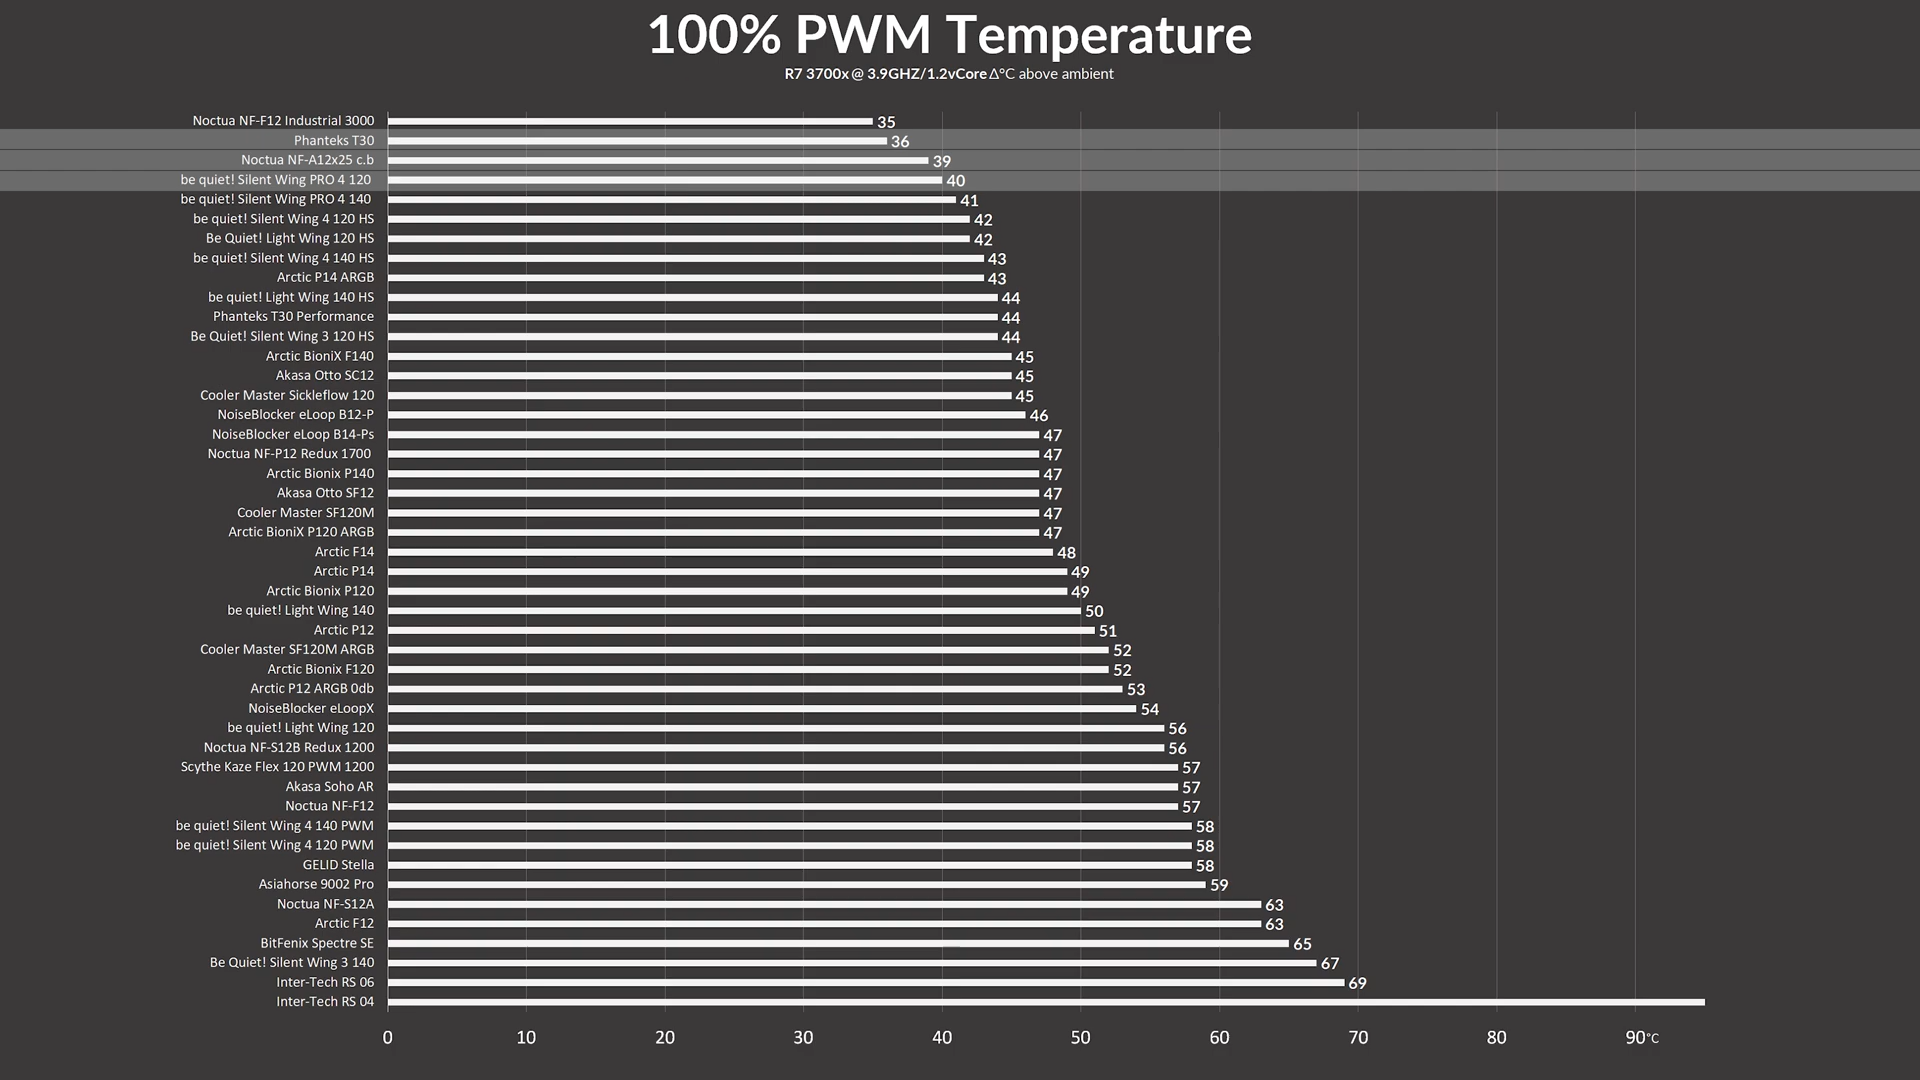 100% PWM Temperature
R7 3700x @ 3.9GHZ/1.2vCore Δ°C above ambient
Noctua NF-F12 Industrial 3000 35
Phanteks T30 36
Noctua NF-A12x25 c.b 39
be quiet! Silent Wing PRO 4 120 40
be quiet! Silent Wing PRO 4 140 41
be quiet! Silent Wing 4 120 HS 42
Be Quiet! Light Wing 120 HS 42
be quiet! Silent Wing 4 140 HS 43
Arctic P14 ARGB 43
be quiet! Light Wing 140 HS 44
Phanteks T30 Performance 44
Be Quiet! Silent Wing 3 120 HS 44
Arctic BioniX F140 45
Akasa Otto SC12 45
Cooler Master Sickleflow 120 45
NoiseBlocker eLoop B12-P 46
NoiseBlocker eLoop B14-Ps 47
Noctua NF-P12 Redux 1700 47
Arctic Bionix P140 47
Akasa Otto SF12 47
Cooler Master SF120M 47
Arctic BioniX P120 ARGB 47
Arctic F14 48
Arctic P14 49
Arctic Bionix P120 49
be quiet! Light Wing 140 50
Arctic P12 51
Cooler Master SF120M ARGB 52
Arctic Bionix F120 52
Arctic P12 ARGB 0db 53
NoiseBlocker eLoopX 54
be quiet! Light Wing 120 56
Noctua NF-S12B Redux 1200 56
Scythe Kaze Flex 120 PWM 1200 57
Akasa Soho AR 57
Noctua NF-F12 57
be quiet! Silent Wing 4 140 PWM 58
be quiet! Silent Wing 4 120 PWM 58
GELID Stella 58
Asiahorse 9002 Pro 59
Noctua NF-S12A 63
Arctic F12 63
BitFenix Spectre SE 65
Be Quiet! Silent Wing 3 140 67
Inter-Tech RS 06 69
Inter-Tech RS 04
0 10 20 30 40 50 60 70 80 90°C